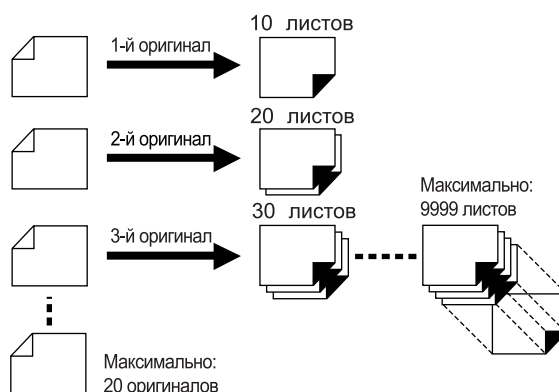 10 листов
1-й оригинал
20 листов
2-й оригинал
30 листов
3-й оригинал
Максимально:
9999 листов
Максимально:
20 оригиналов